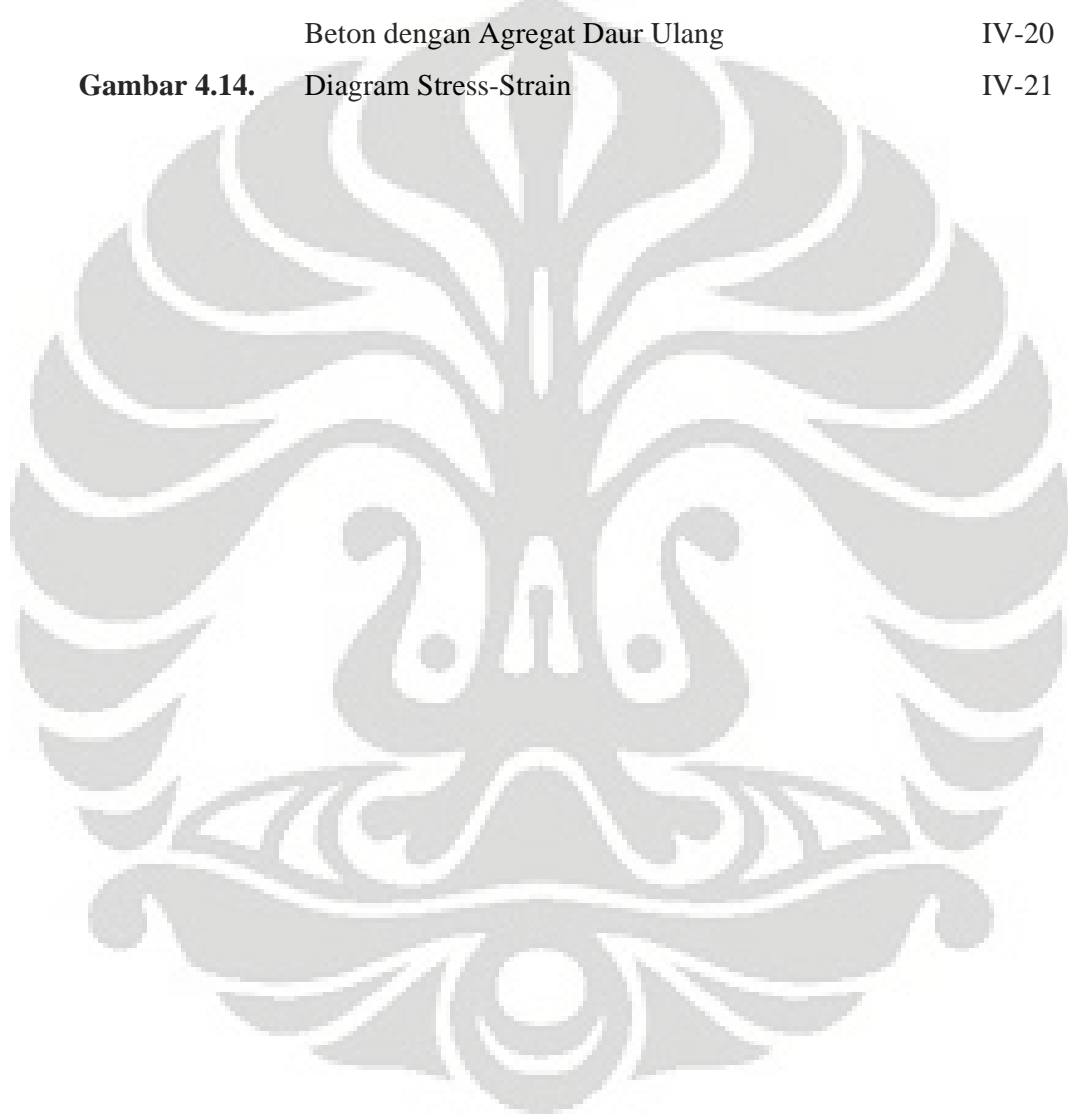 Beton dengan Agregat Daur Ulang IV-20
Gambar 4.14. Diagram Stress-Strain IV-21